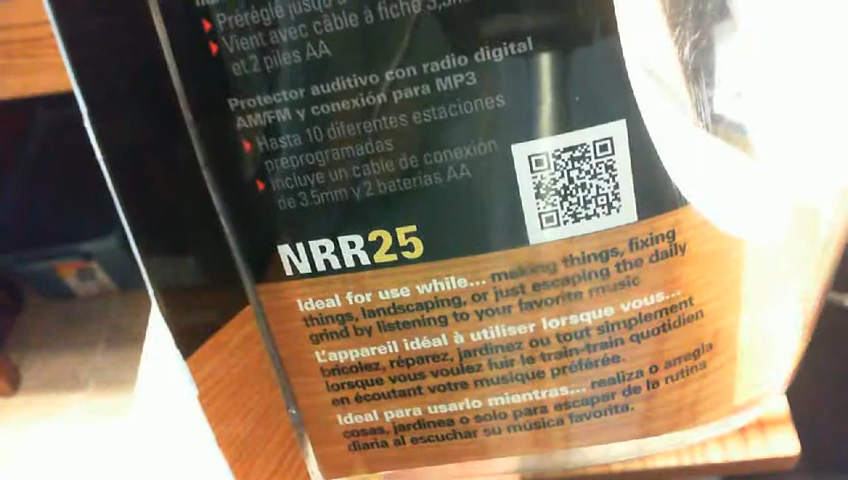 Préréglé jusqu'à
Vient avec câble à fiche 3,5
et 2 piles AA
Protector auditivo con radio digital
AM/FM y conexión para MP3
Hasta 10 diferentes estaciones
preprogramadas
Incluye un cable de conexión
de 3.5mm y 2 baterías AA
NRR25
Ideal for use while... making things, fixing
things, landscaping, or just escaping the daily
grind by listening to your favorite music
L'appareil idéal à utiliser lorsque vous...
bricolez, réparez, jardinez ou tout simplement
lorsque vous voulez fuir le train-train quotidien
en écoutant votre musique préférée.
Ideal para usarlo mientras... realiza o arregla
cosas, jardinea o solo para escapar de la rutina
diaria al escuchar su música favorita.